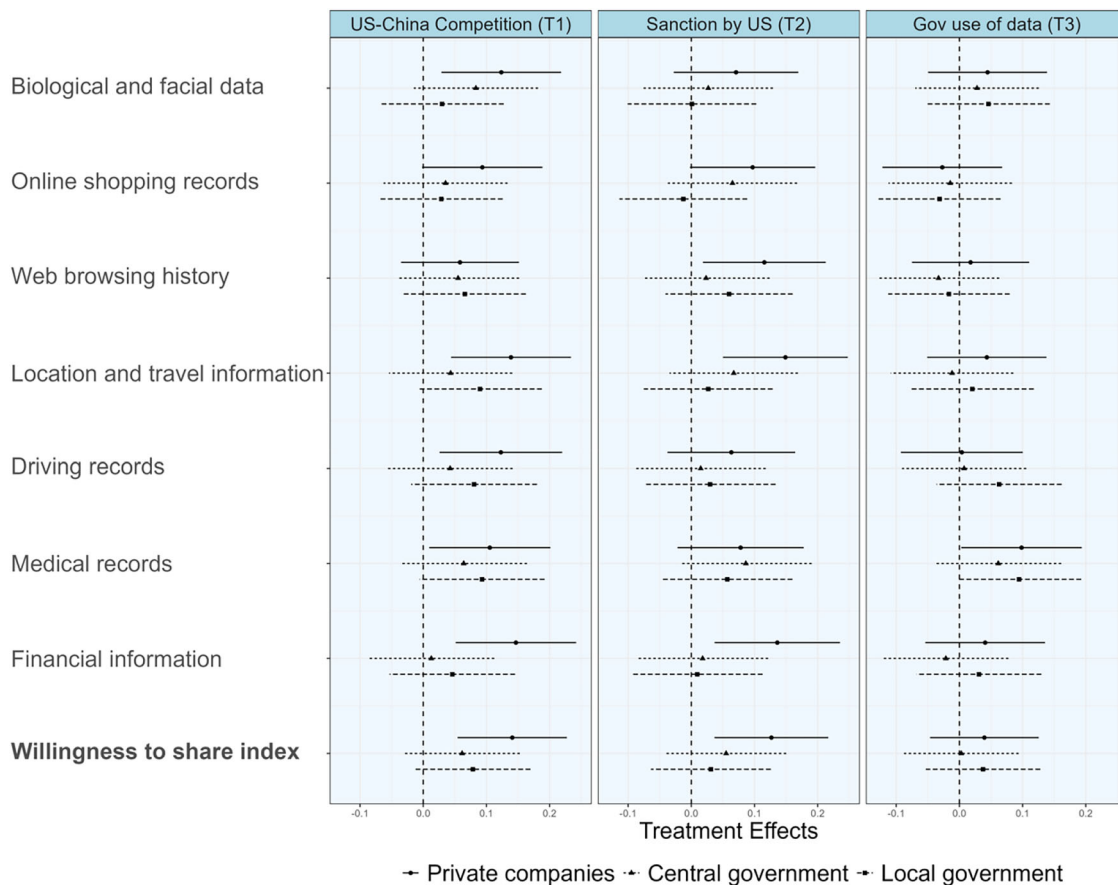 US-China Competition (T1)
Sanction by US (T2)
Gov use of data (T3)
Biological and facial data
Online shopping records
Web browsing history
Location and travel information
Driving records
Medical records
Financial information
Willingness to share index
-0.1 0.0 0.1 0.2
-0.1 0.0 0.1 0.2
-0.1 0.0 0.1 0.2
Treatment Effects
Private companies Central government Local government